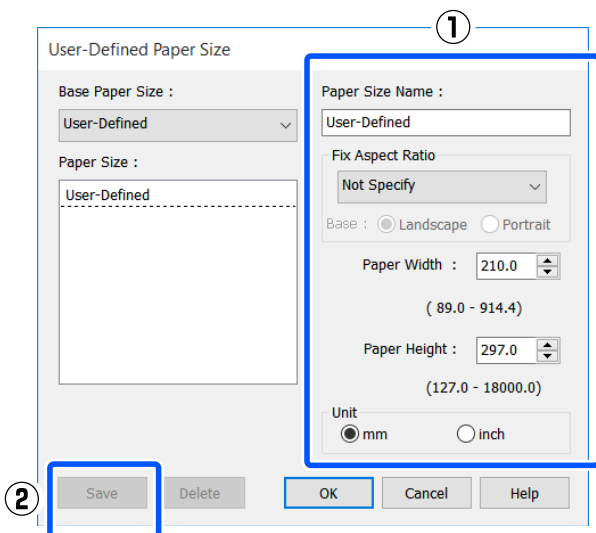 ①
User-Defined Paper Size
Base Paper Size :
User-Defined
Paper Size :
User-Defined
Paper Size Name :
User-Defined
Fix Aspect Ratio
Not Specify
Base : Landscape Portrait
Paper Width : 210.0
( 89.0 - 914.4)
Paper Height : 297.0
(127.0 - 18000.0)
Unit
mm inch
②
Save Delete OK Cancel Help